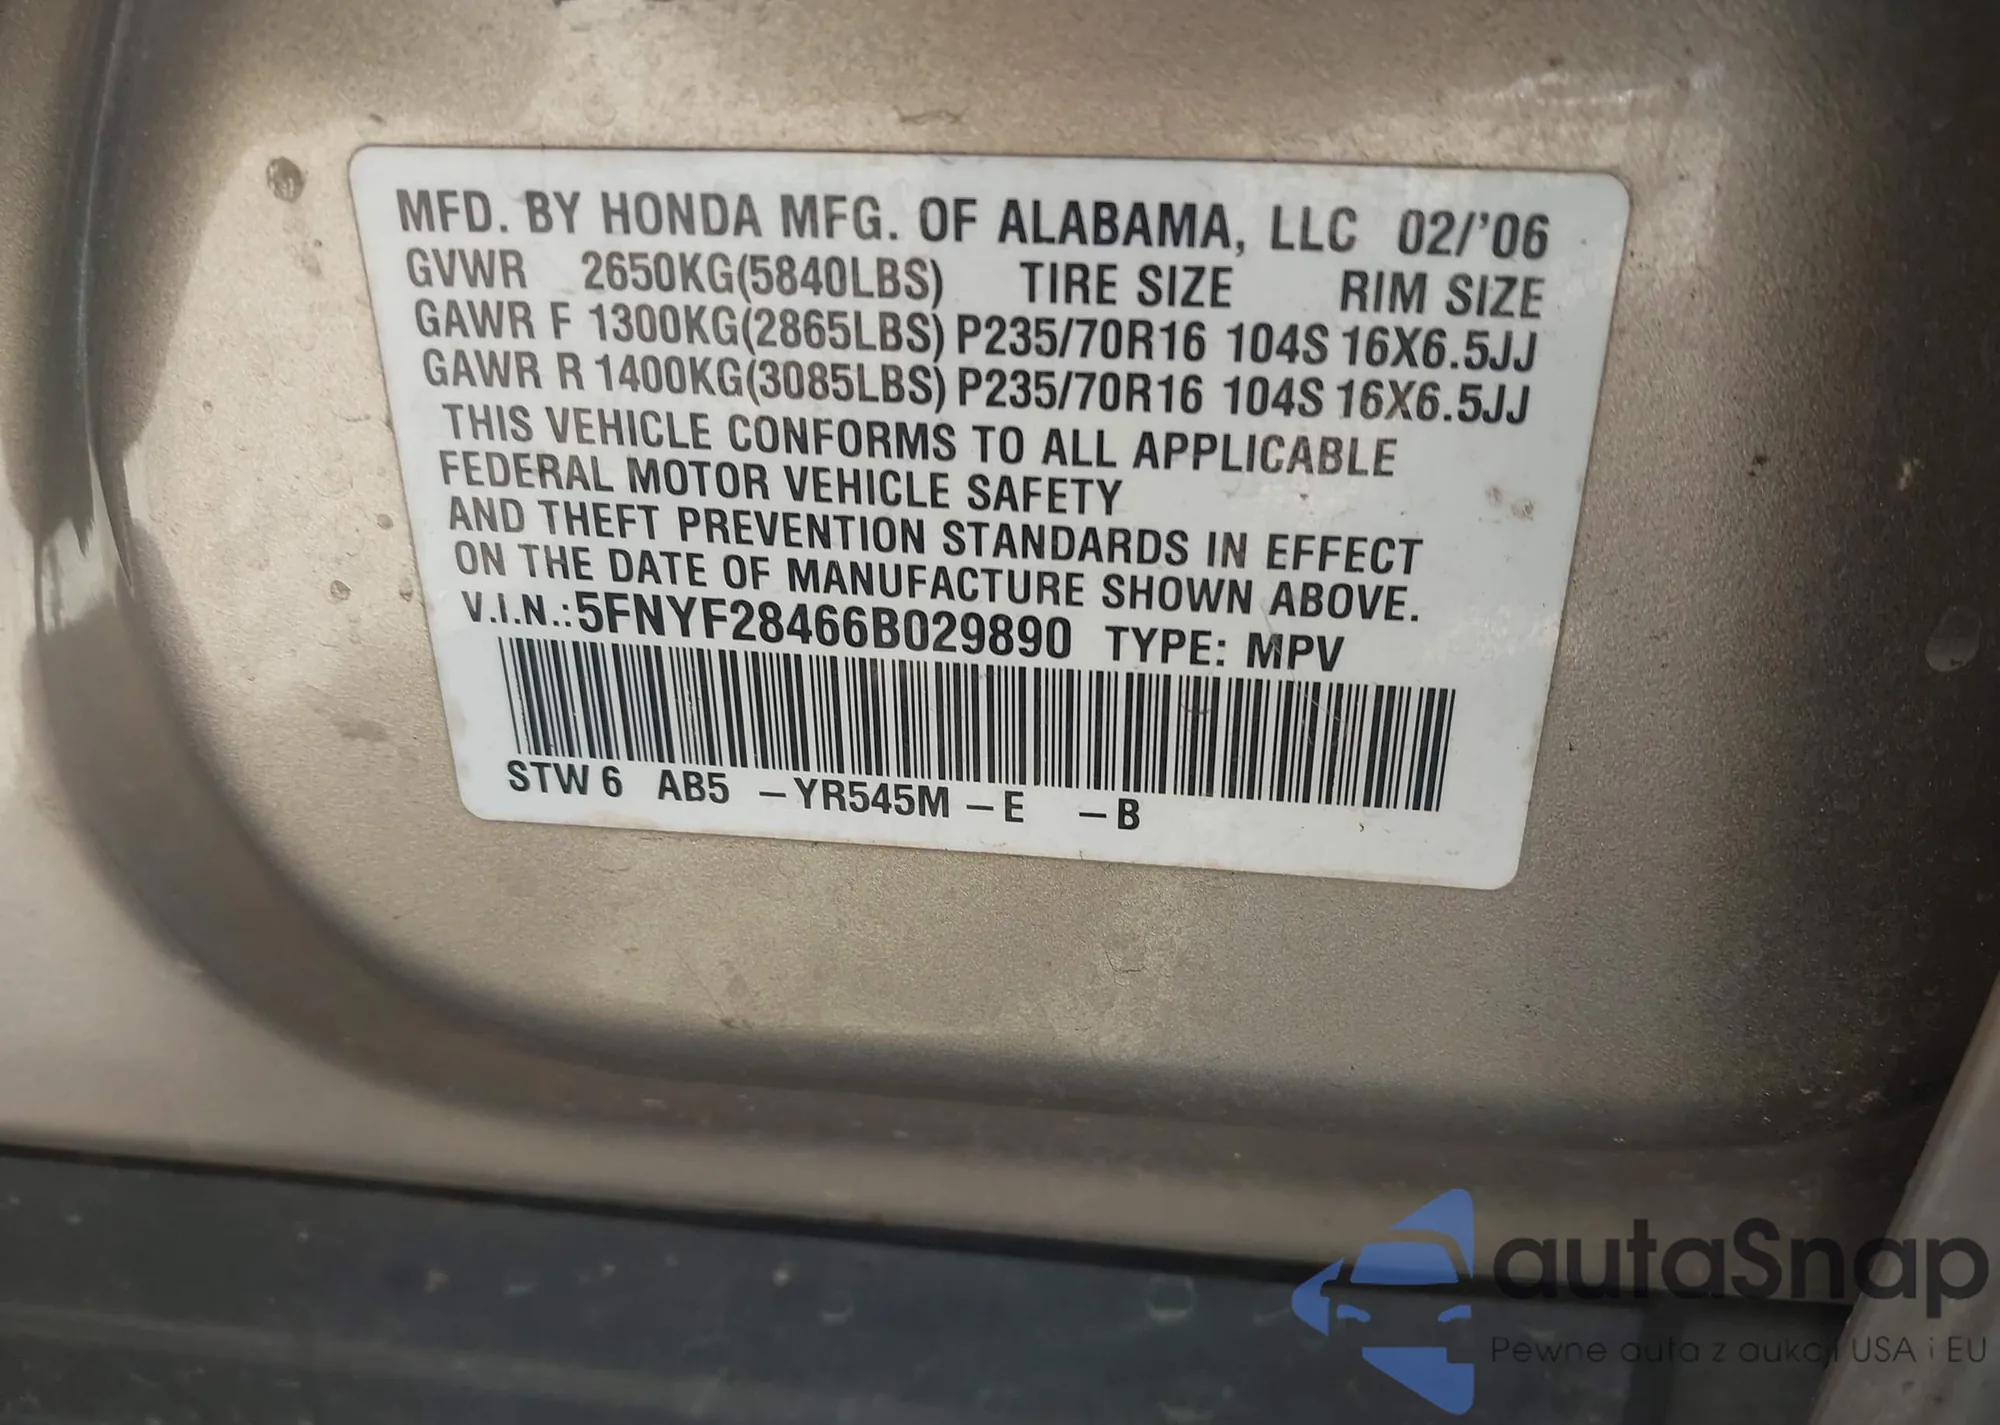 MFD. BY HONDA MFG. OF ALABAMA, LLC 02/'06
GVWR 2650KG(5840LBS) TIRE SIZE RIM SIZE
GAWR F 1300KG(2865LBS) P235/70R16 104S 16X6.5JJ
GAWR R 1400KG(3085LBS) P235/70R16 104S 16X6.5JJ
THIS VEHICLE CONFORMS TO ALL APPLICABLE
FEDERAL MOTOR VEHICLE SAFETY
AND THEFT PREVENTION STANDARDS IN EFFECT
ON THE DATE OF MANUFACTURE SHOWN ABOVE.
V.I.N.:5FNYF28466B029890 TYPE: MPV
STW 6 AB5 –YR545M –E –B
autaSnap
Pewne auta z aukcji USA i EU